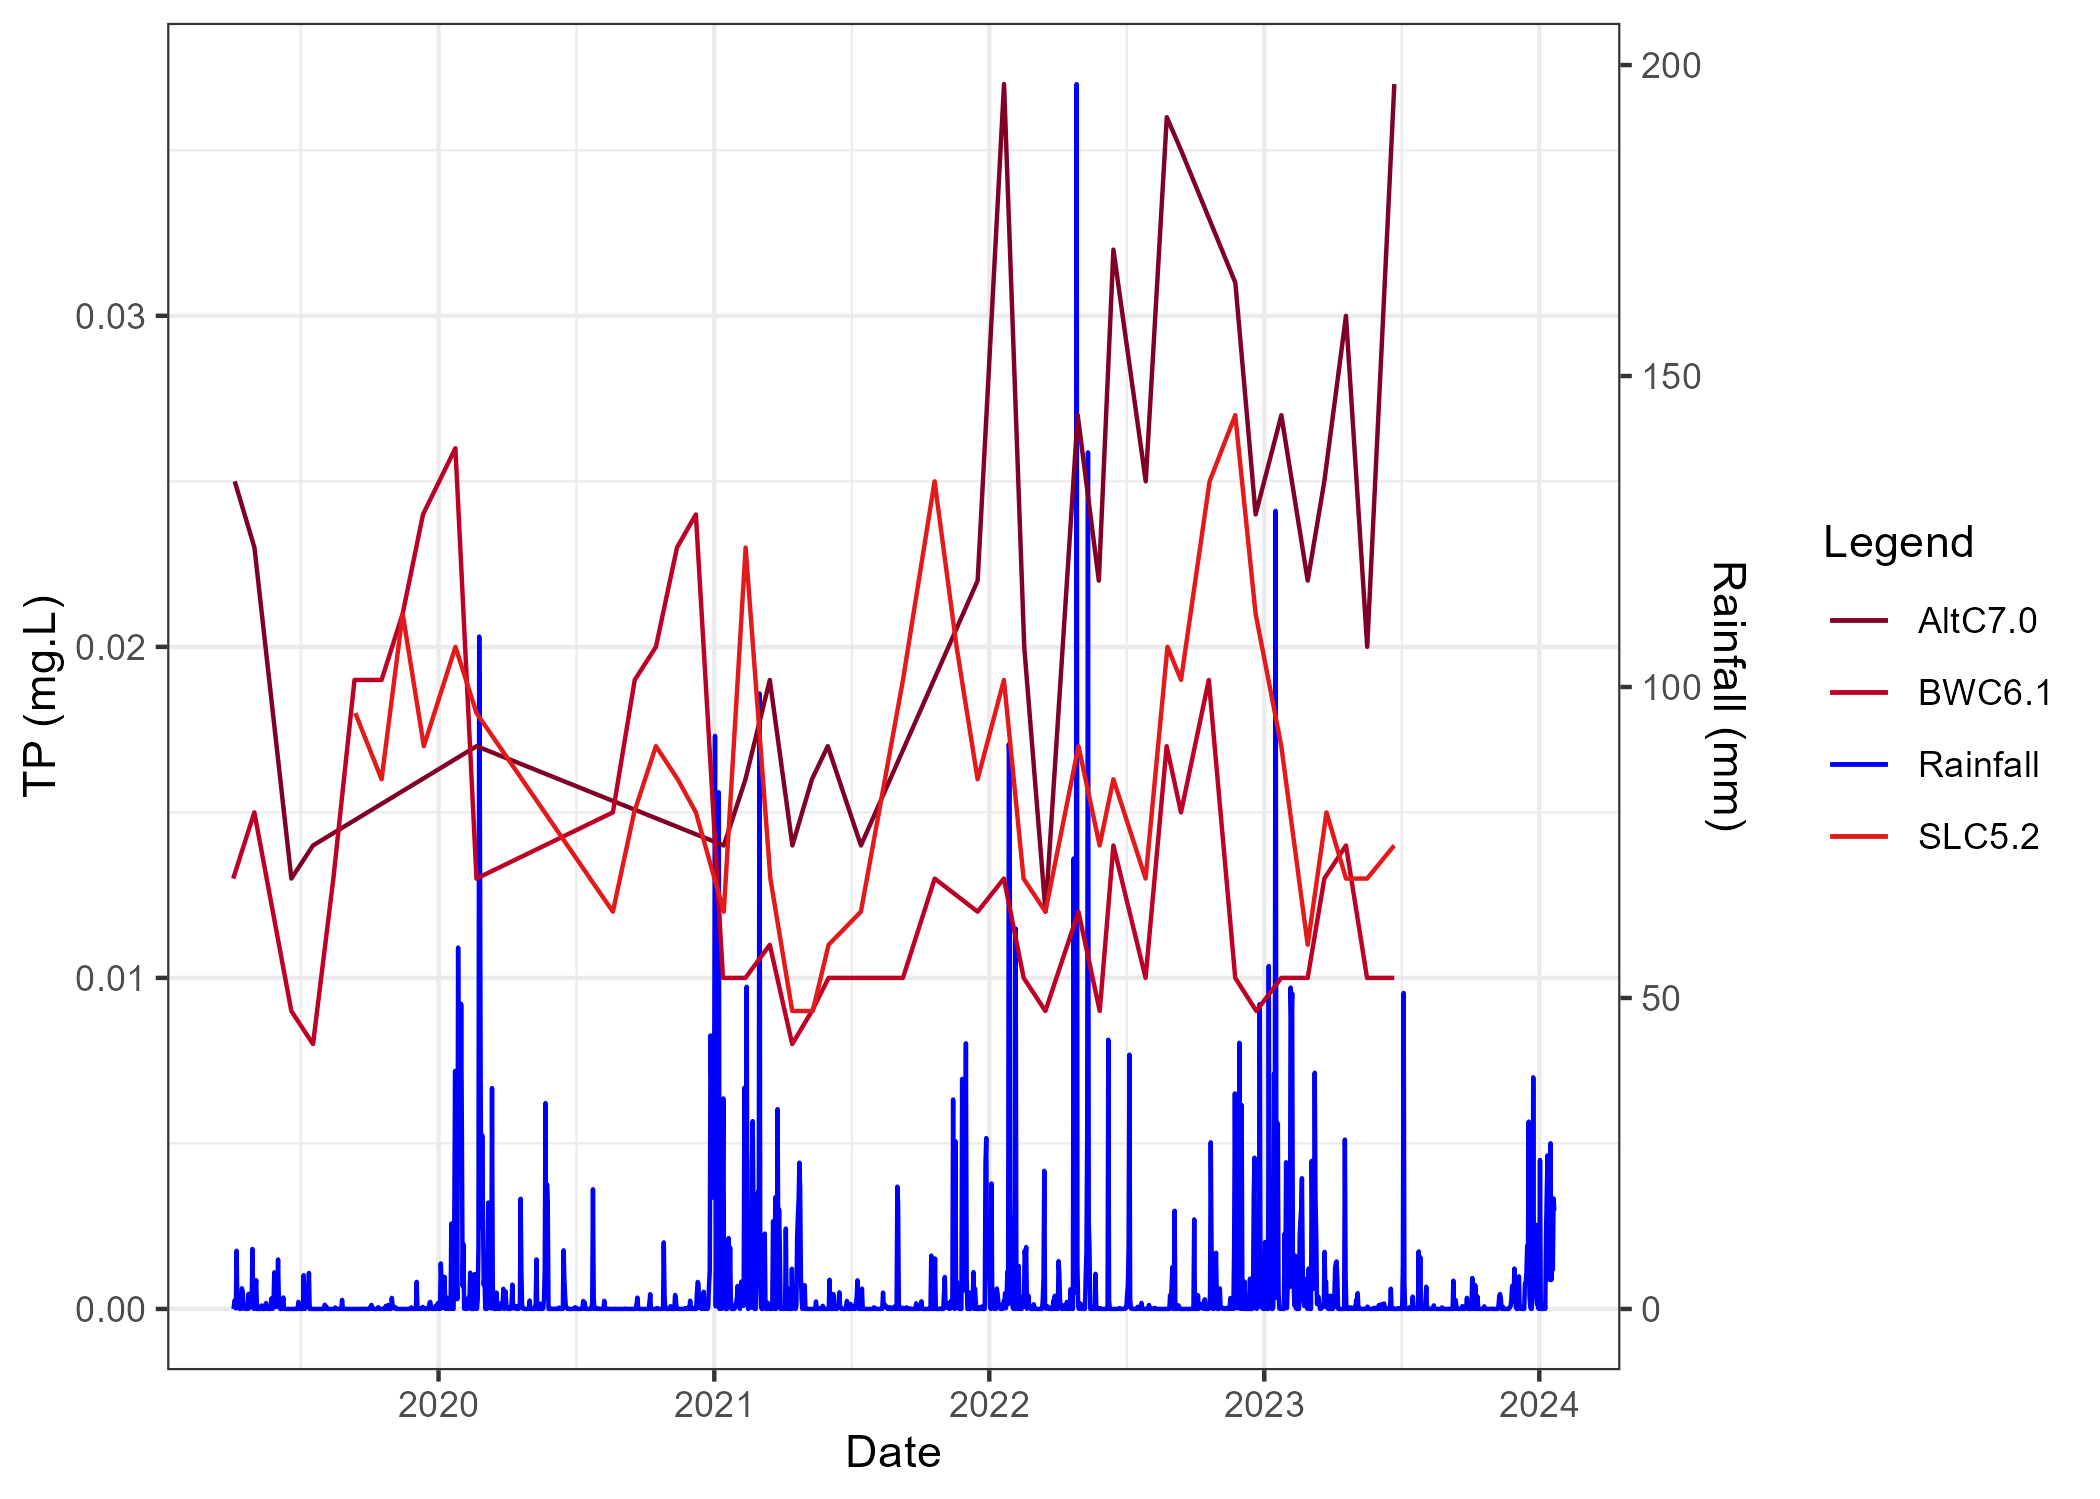 TP (mg.L)
0.03
0.02
0.01
0.00
200
150
100
50
0
Rainfall (mm)
2020
2021
2022
2023
2024
Date
Legend
AltC7.0
BWC6.1
Rainfall
SLC5.2